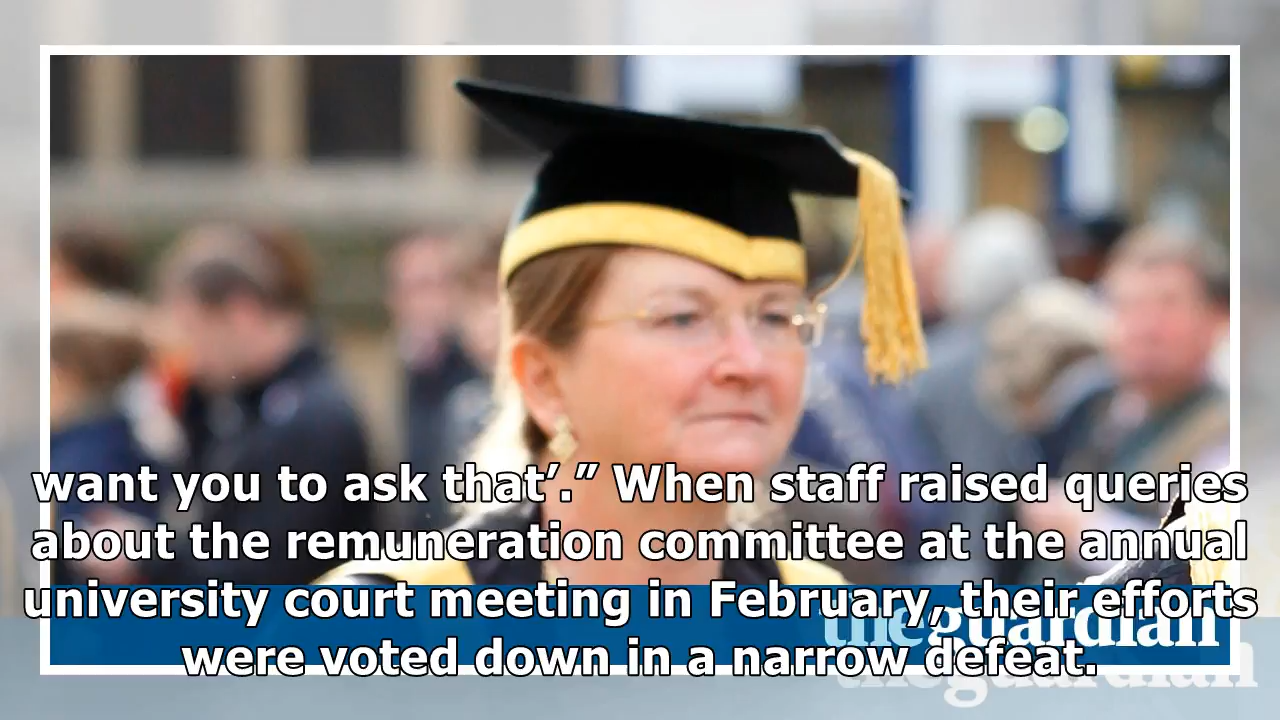 want you to ask that’.” When staff raised queries
about the remuneration committee at the annual
university court meeting in February, their efforts
were voted down in a narrow defeat.
theguardian
theguardian